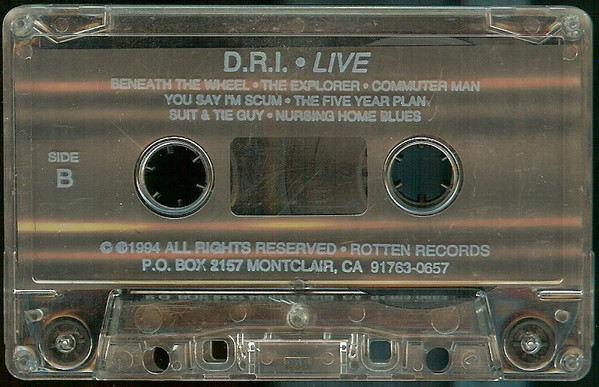 D.R.I. • LIVE
BENEATH THE WHEEL • THE EXPLORER • COMMUTER MAN
YOU SAY I'M SCUM • THE FIVE YEAR PLAN
SUIT & TIE GUY • NURSING HOME BLUES
SIDE
B
© ℗1994 ALL RIGHTS RESERVED • ROTTEN RECORDS
P.O. BOX 2157 MONTCLAIR, CA 91763-0657